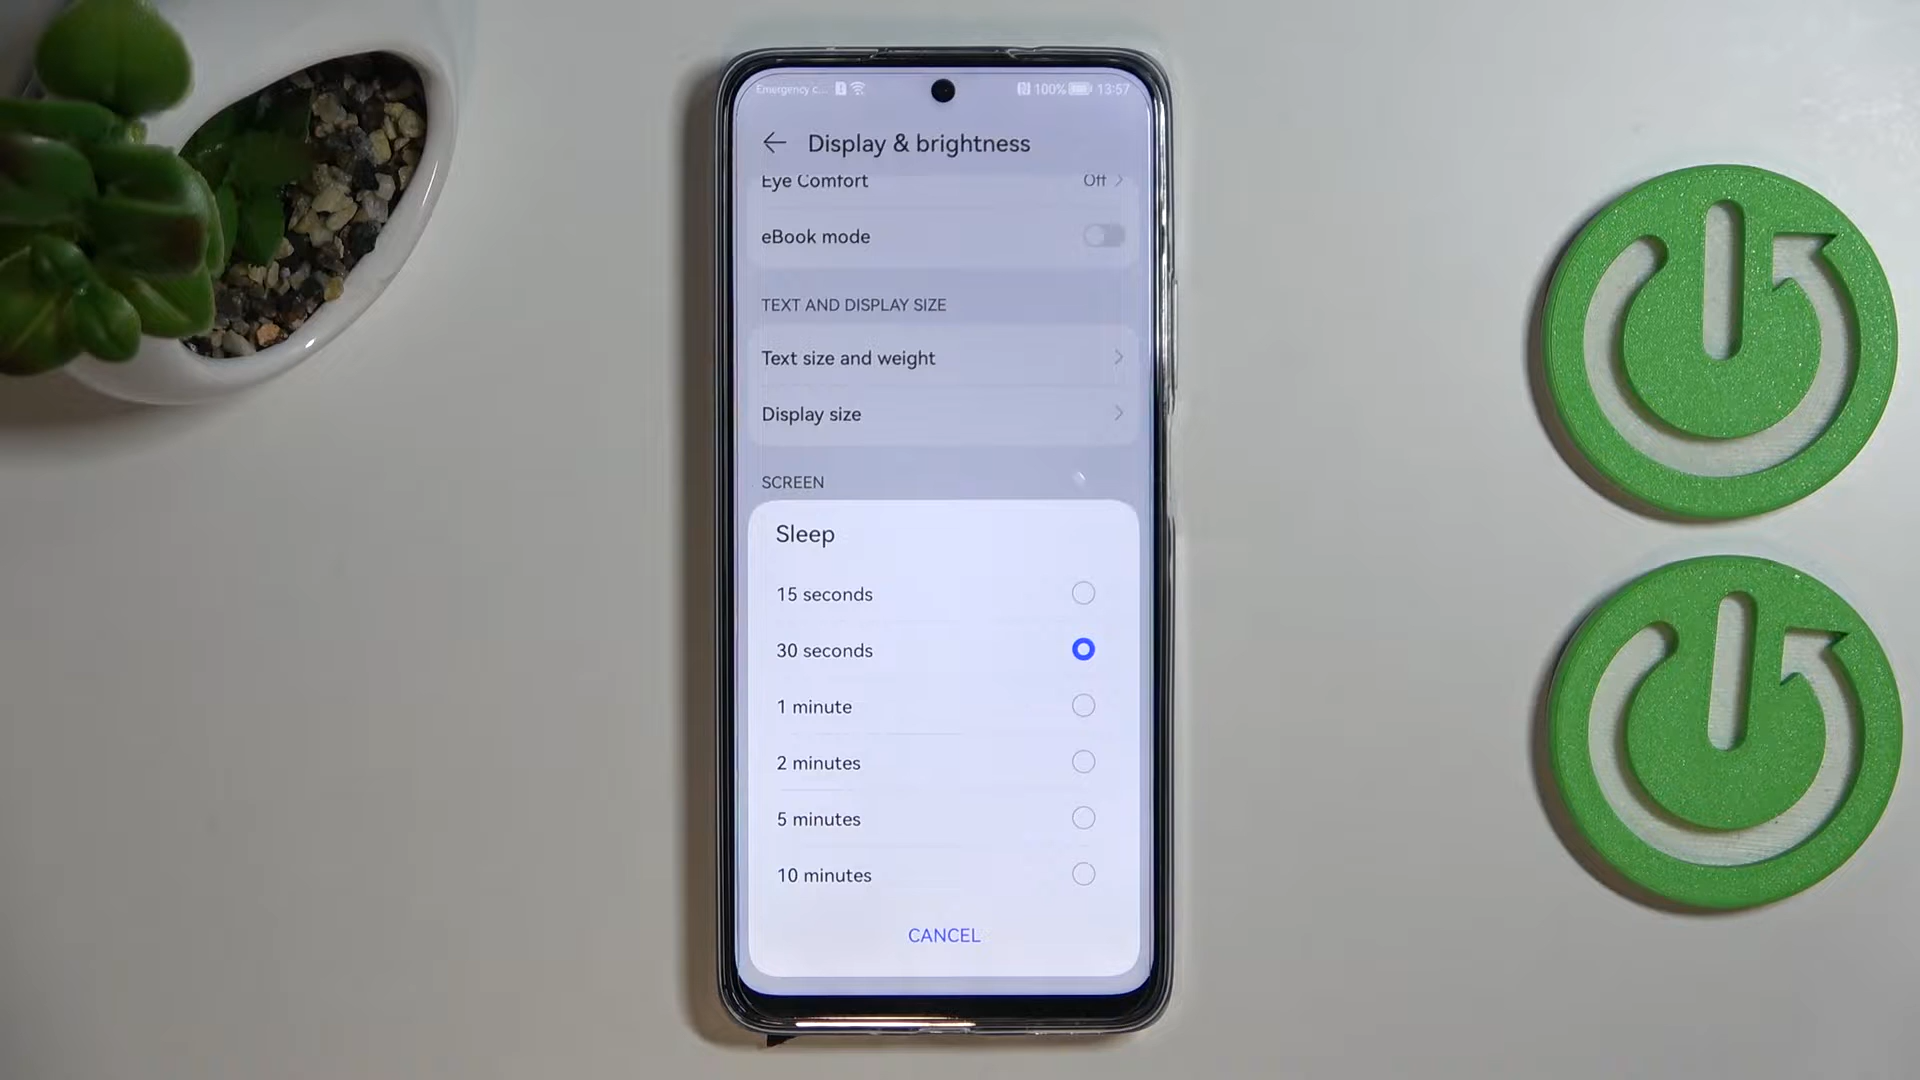 Emergency c... 100% 13:57
Display & brightness
Eye Comfort Off
eBook mode
TEXT AND DISPLAY SIZE
Text size and weight
Display size
SCREEN
Sleep
15 seconds
30 seconds
1 minute
2 minutes
5 minutes
10 minutes
CANCEL